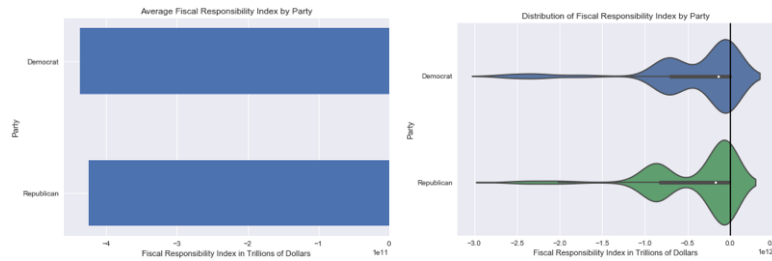 Average Fiscal Responsibility Index by Party
Democrat
Republican
Party
−4
−3
−2
−1
0
1e11
Fiscal Responsibility Index in Trillions of Dollars
Distribution of Fiscal Responsibility Index by Party
Democrat
Republican
Party
−3.0
−2.5
−2.0
−1.5
−1.0
−0.5
0.0
Fiscal Responsibility Index in Trillions of Dollars